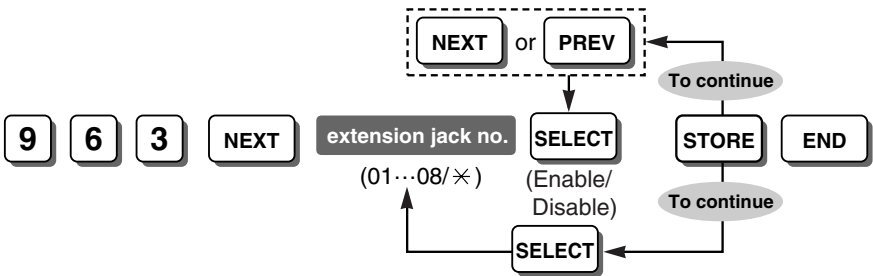 NEXT or PREV
To continue
9 6 3 NEXT extension jack no. SELECT STORE END
(01···08/✳)
(Enable/
Disable)
To continue
SELECT